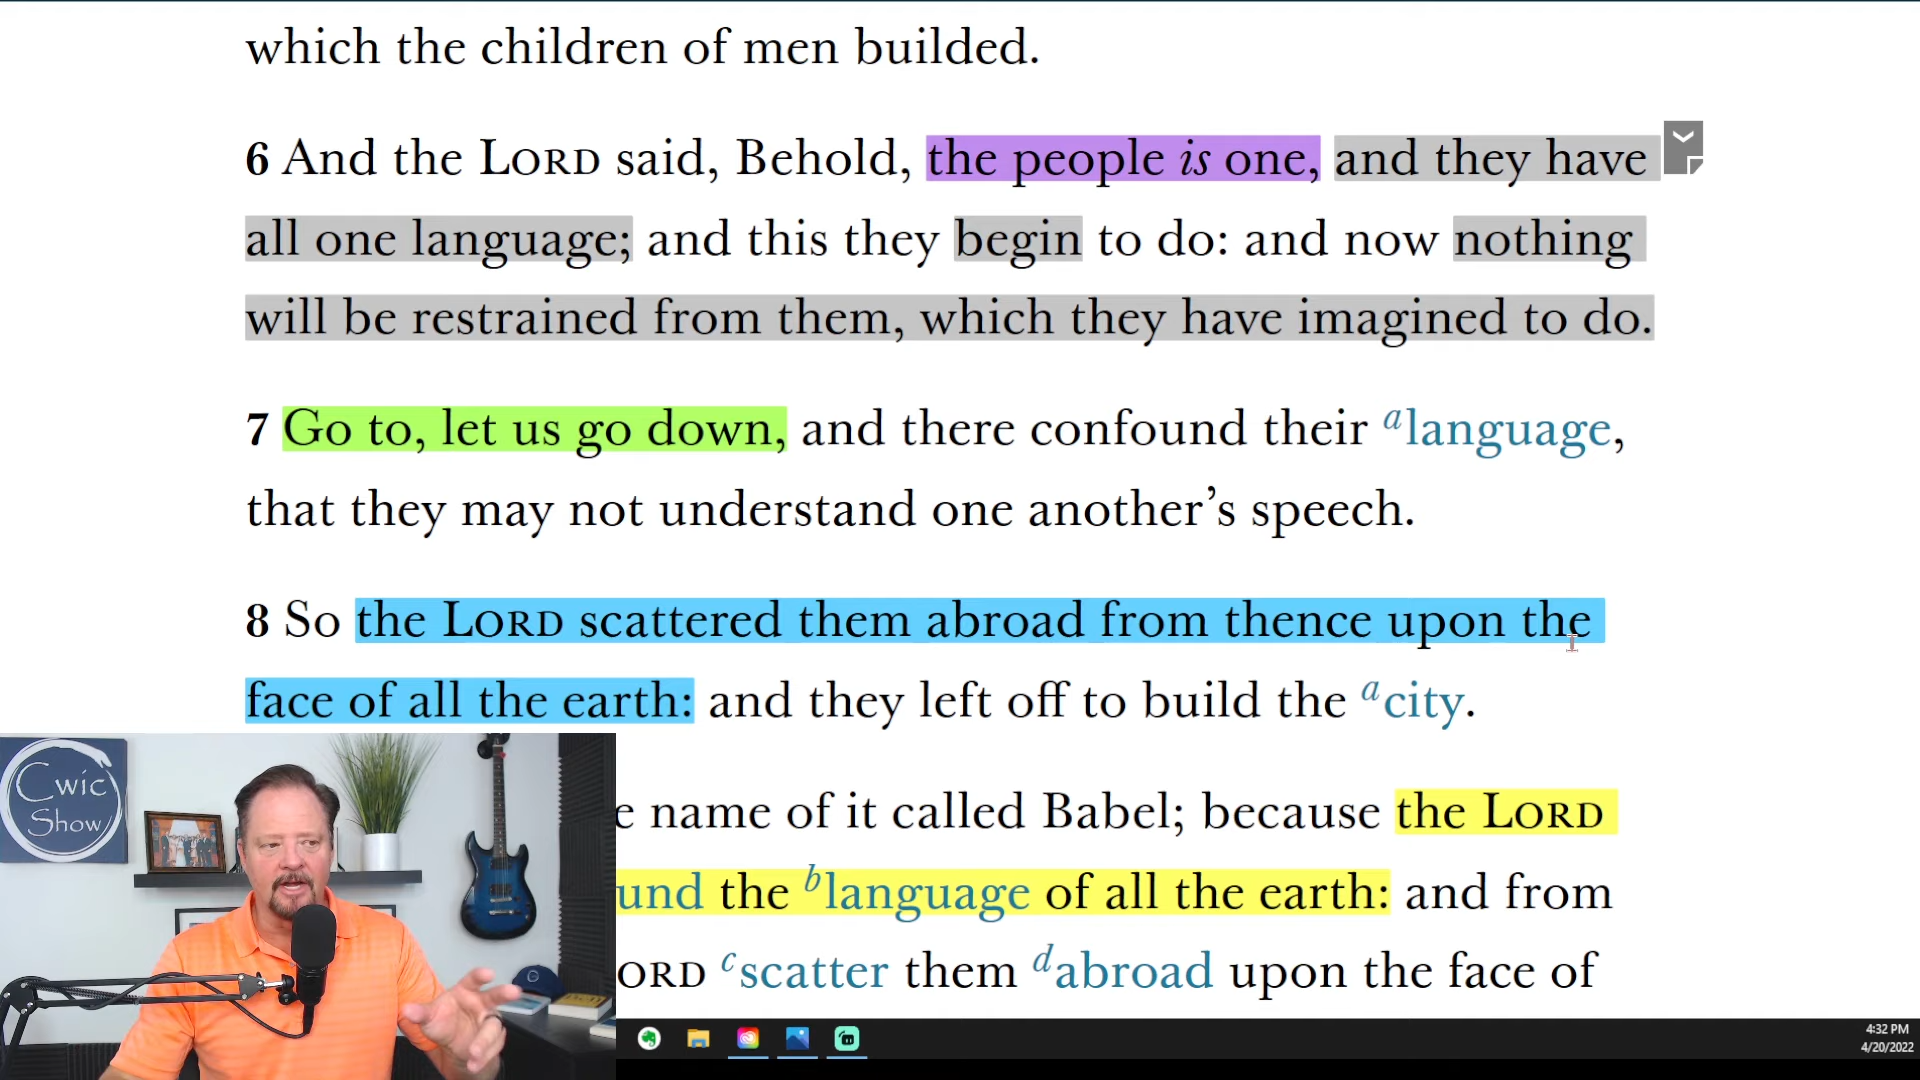 which the children of men builded.
6 And the LORD said, Behold, the people is one, and they have
all one language; and this they begin to do: and now nothing
will be restrained from them, which they have imagined to do.
7 Go to, let us go down, and there confound their a language,
that they may not understand one another’s speech.
8 So the LORD scattered them abroad from thence upon the
face of all the earth: and they left off to build the a city.
e name of it called Babel; because the LORD
und the b language of all the earth: and from
ORD c scatter them d abroad upon the face of
Cwic
Show
4:32 PM
4/20/2022